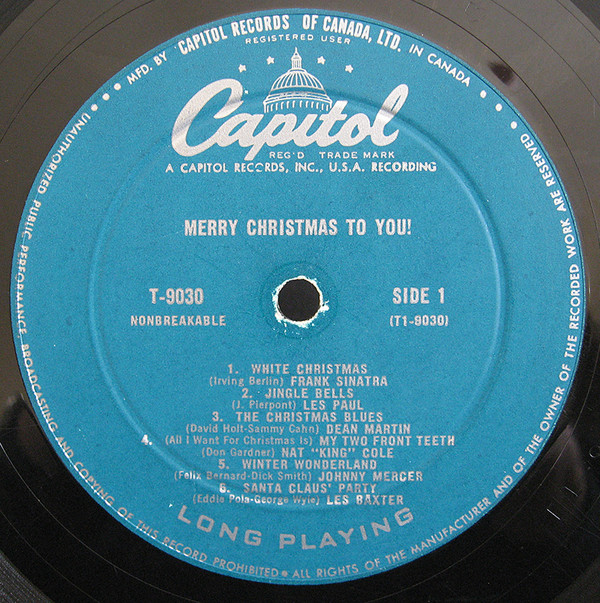 MFD. BY CAPITOL RECORDS OF CANADA, LTD. IN CANADA
REGISTERED USER
Capitol
REG'D TRADE MARK
A CAPITOL RECORDS, INC., U.S.A. RECORDING
MERRY CHRISTMAS TO YOU!
T-9030 SIDE 1
NONBREAKABLE (T1-9030)
1. WHITE CHRISTMAS
(Irving Berlin) FRANK SINATRA
2. JINGLE BELLS
(J. Pierpont) LES PAUL
3. THE CHRISTMAS BLUES
(David Holt-Sammy Cahn) DEAN MARTIN
4. (All I Want For Christmas Is) MY TWO FRONT TEETH
(Don Gardner) NAT "KING" COLE
5. WINTER WONDERLAND
(Felix Bernard-Dick Smith) JOHNNY MERCER
6. SANTA CLAUS' PARTY
(Eddie Pola-George Wyle) LES BAXTER
LONG PLAYING
UNAUTHORIZED PUBLIC PERFORMANCE, BROADCASTING AND COPYING OF THIS RECORD PROHIBITED • ALL RIGHTS OF THE MANUFACTURER AND OF THE OWNER OF THE RECORDED WORK ARE RESERVED